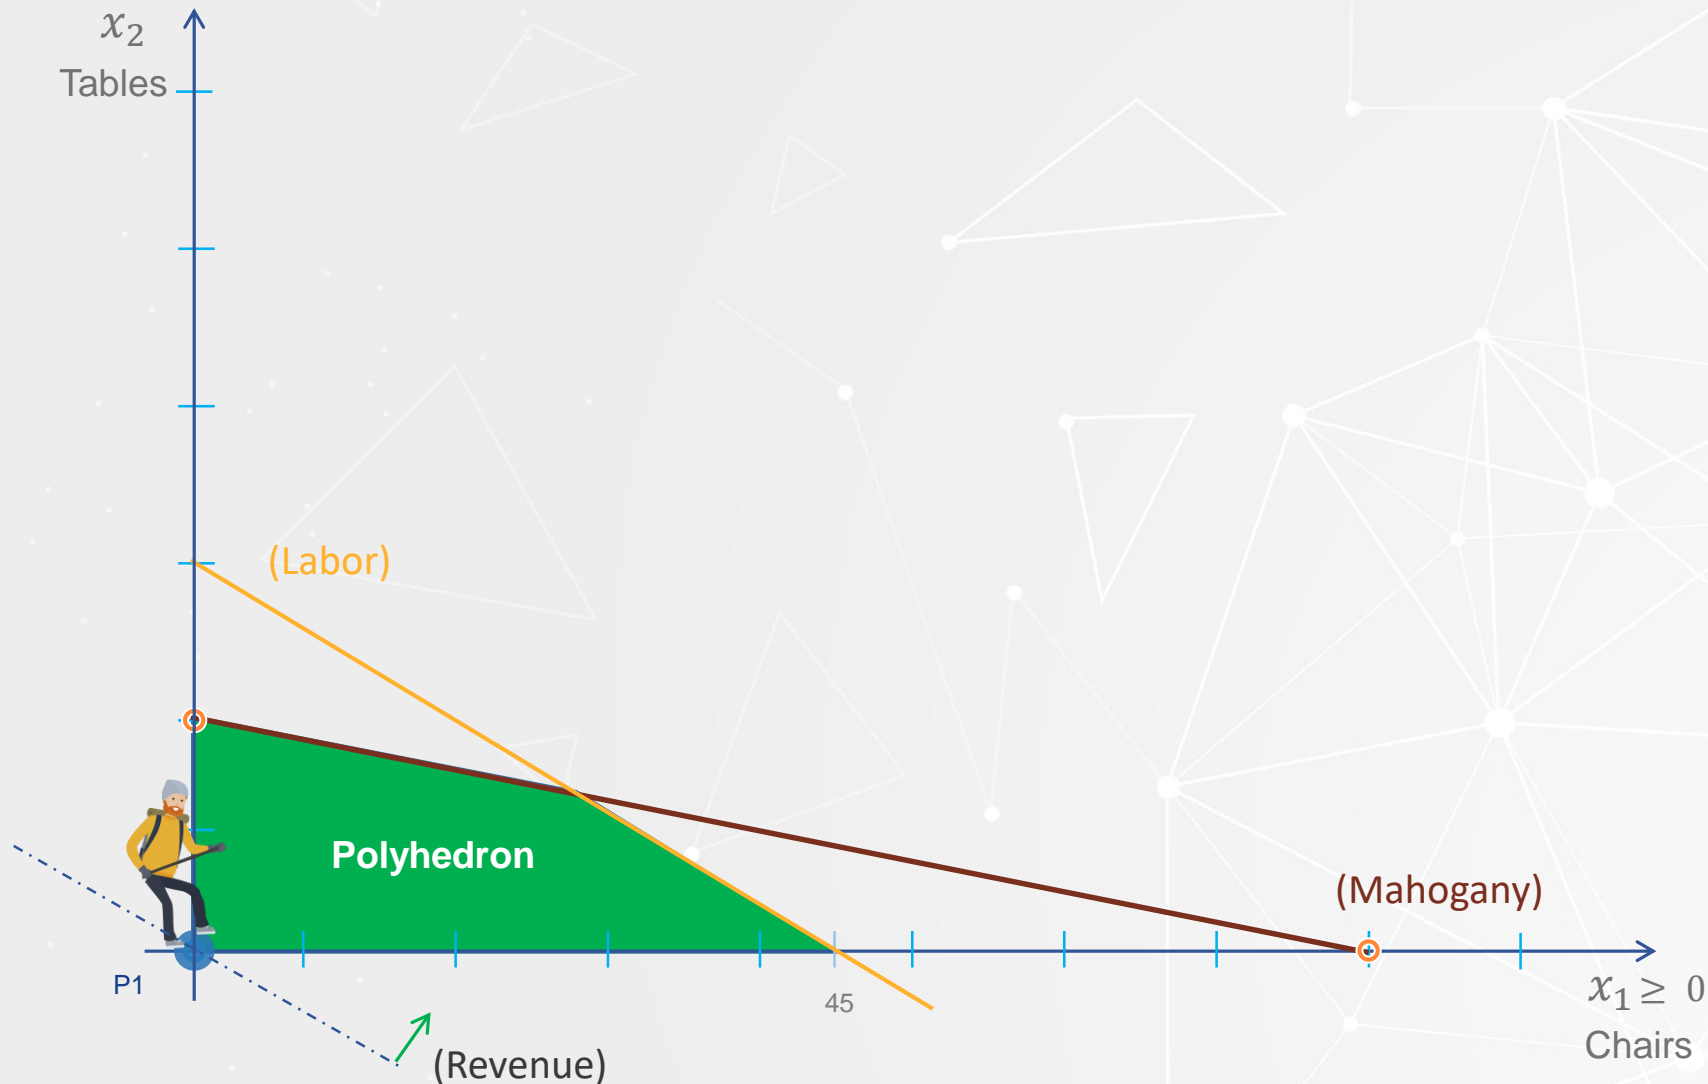 x₂
Tables
(Labor)
Polyhedron
(Mahogany)
P1
45
x₁ ≥ 0
Chairs
(Revenue)